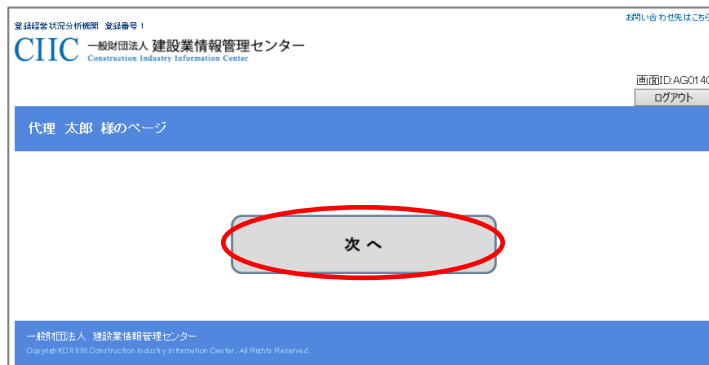 登録経営状況分析機関 登録番号 1
お問い合わせ先はこちら
CIIC 一般財団法人 建設業情報管理センター
Construction Industry Information Center
画面ID:AG0140
ログアウト
代理 太郎 様のページ
次 へ
一般財団法人 建設業情報管理センター
Copyright(C)1998 Construction Industry Information Center. All Rights Reserved.